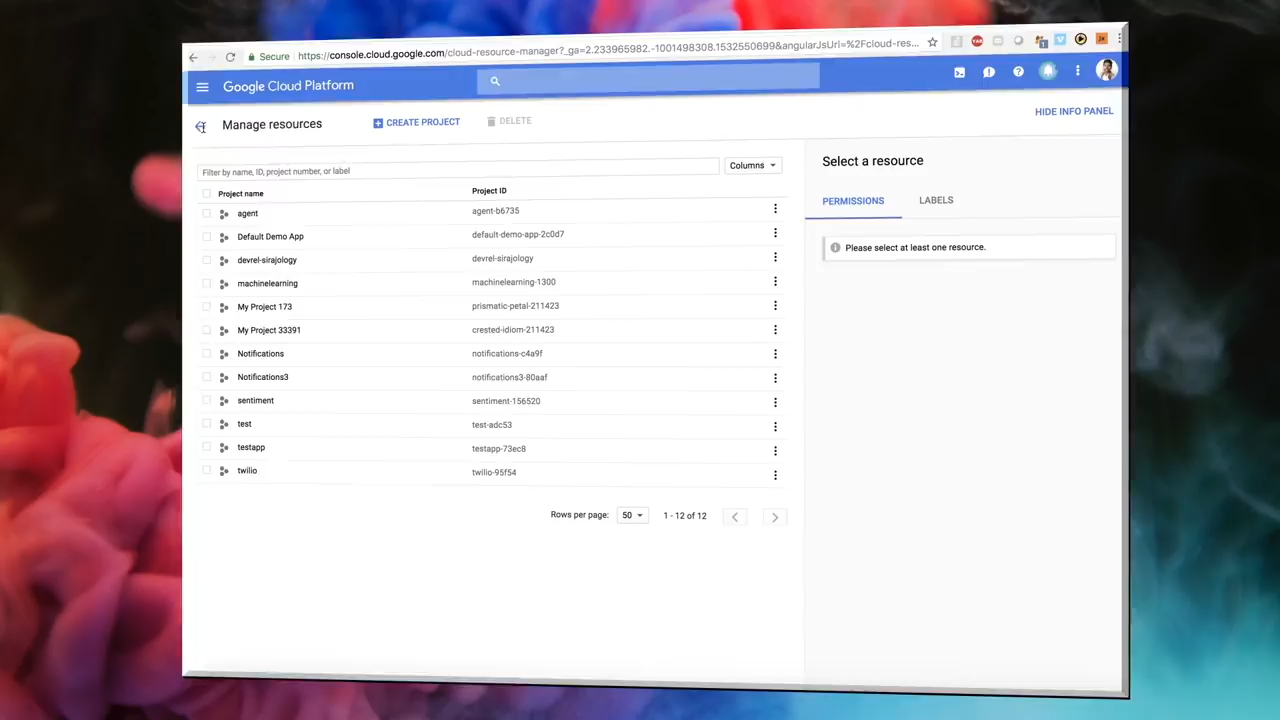 Secure https://console.cloud.google.com/cloud-resource-manager?_ga=2.233965982.-1001498308.1532550699&angularJsUrl=%2Fcloud-res...
Google Cloud Platform
Manage resources CREATE PROJECT DELETE HIDE INFO PANEL
Filter by name, ID, project number, or label Columns
Project name Project ID
agent agent-b6735
Default Demo App default-demo-app-2c0d7
devrel-sirajology devrel-sirajology
machinelearning machinelearning-1300
My Project 173 prismatic-petal-211423
My Project 33391 crested-idiom-211423
Notifications notifications-c4a9f
Notifications3 notifications3-80aaf
sentiment sentiment-156520
test test-adc53
testapp testapp-73ec8
twilio twilio-95f54
Rows per page: 50 1 - 12 of 12
Select a resource
PERMISSIONS LABELS
Please select at least one resource.